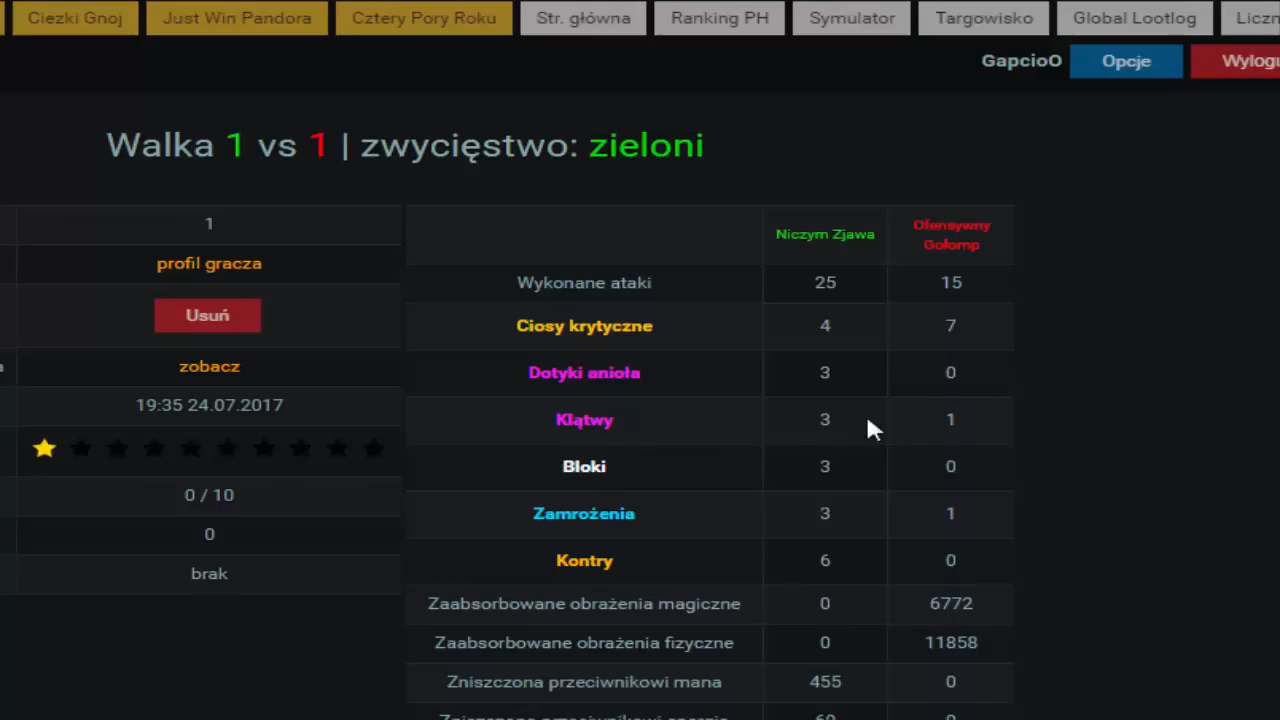 Ciezki Gnoj Just Win Pandora Cztery Pory Roku Str. główna Ranking PH Symulator Targowisko Global Lootlog
GapcioO Opcje
Walka 1 vs 1 | zwycięstwo: zieloni
1
profil gracza
Usuń
zobacz
19:35 24.07.2017
0 / 10
0
brak
Niczym Zjawa Ofensywny
Gołomp
Wykonane ataki 25 15
Ciosy krytyczne 4 7
Dotyki anioła 3 0
Klątwy 3 1
Bloki 3 0
Zamrożenia 3 1
Kontry 6 0
Zaabsorbowane obrażenia magiczne 0 6772
Zaabsorbowane obrażenia fizyczne 0 11858
Zniszczona przeciwnikowi mana 455 0